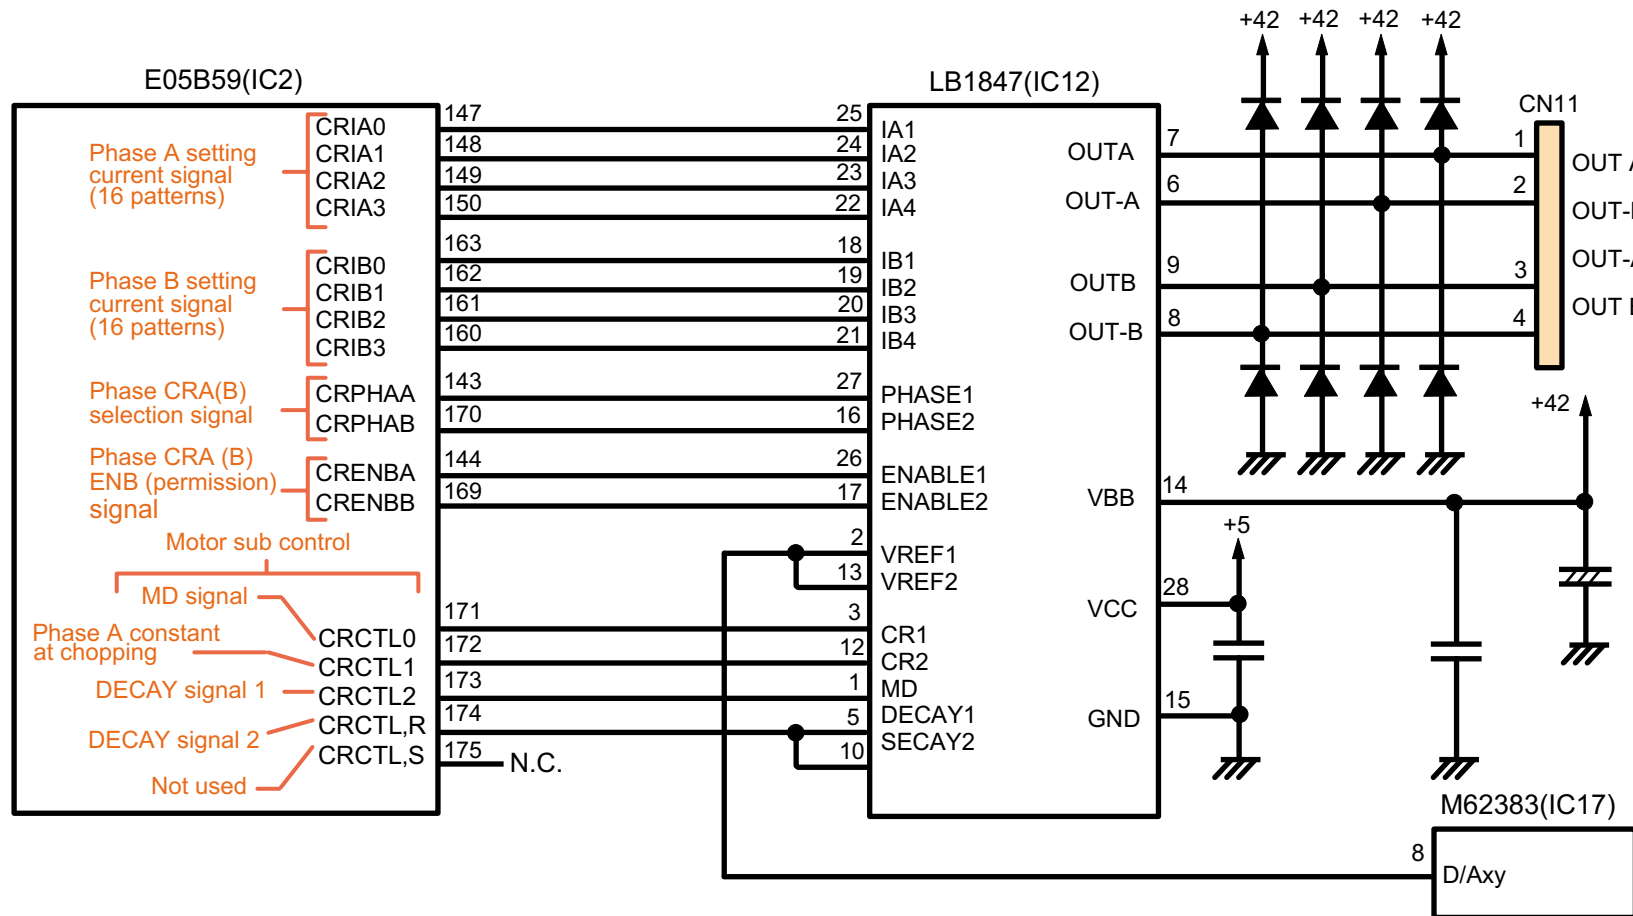 E05B59(IC2)
LB1847(IC12)
+42 +42 +42 +42
CN11
Phase A setting
current signal
(16 patterns)
CRIA0
CRIA1
CRIA2
CRIA3
147
148
149
150
25
24
23
22
IA1
IA2
IA3
IA4
Phase B setting
current signal
(16 patterns)
CRIB0
CRIB1
CRIB2
CRIB3
163
162
161
160
18
19
20
21
IB1
IB2
IB3
IB4
Phase CRA(B)
selection signal
CRPHAA
CRPHAB
143
170
27
16
PHASE1
PHASE2
Phase CRA (B)
ENB (permission)
signal
CRENBA
CRENBB
144
169
26
17
ENABLE1
ENABLE2
2
13
VREF1
VREF2
Motor sub control
MD signal
Phase A constant
at chopping
DECAY signal 1
DECAY signal 2
Not used
CRCTL0
CRCTL1
CRCTL2
CRCTL,R
CRCTL,S
171
172
173
174
175
N.C.
3
12
1
5
10
CR1
CR2
MD
DECAY1
SECAY2
OUTA
OUT-A
OUTB
OUT-B
7
6
9
8
1
2
3
4
OUT
OUT-
OUT-
OUT
VBB
14
+42
+5
VCC
28
GND
15
M62383(IC17)
8
D/Axy